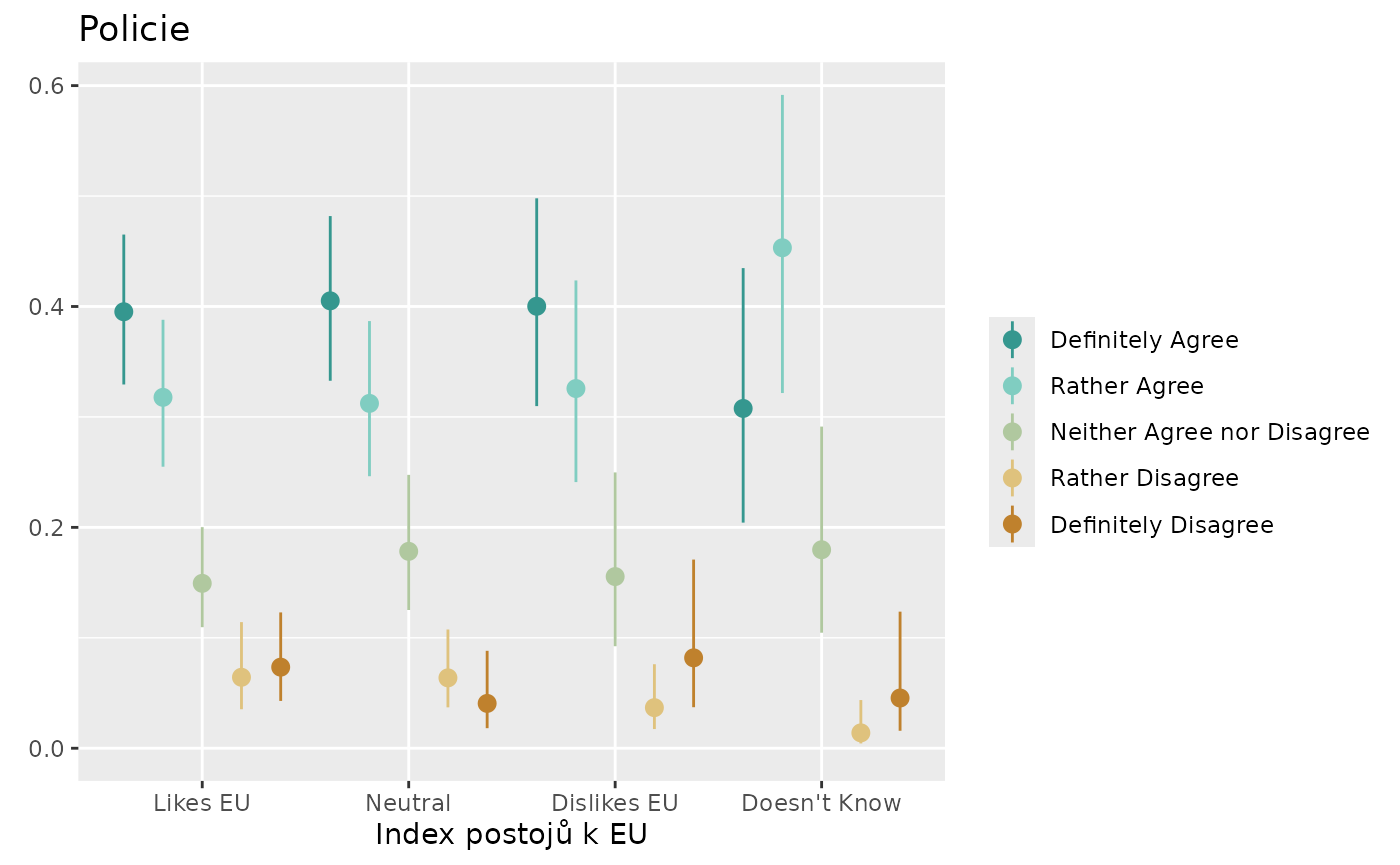 Policie
0.6
0.4
0.2
0.0
Likes EU
Neutral
Dislikes EU
Doesn't Know
Index postojů k EU
Definitely Agree
Rather Agree
Neither Agree nor Disagree
Rather Disagree
Definitely Disagree